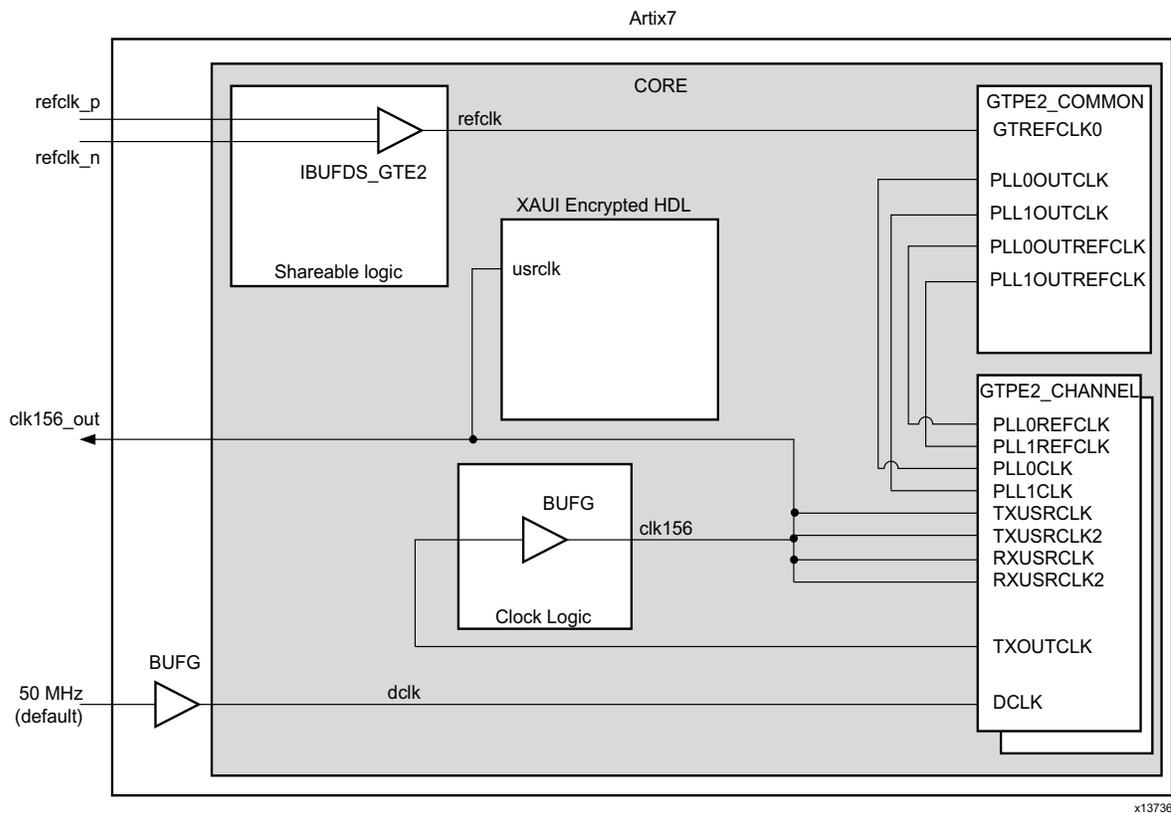 Artix7
CORE
refclk_p
refclk_n
refclk
IBUFDS_GTE2
Shareable logic
XAUI Encrypted HDL
usrclk
GTPE2_COMMON
GTREFCLK0
PLL0OUTCLK
PLL1OUTCLK
PLL0OUTREFCLK
PLL1OUTREFCLK
clk156_out
BUFG
clk156
Clock Logic
GTPE2_CHANNEL
PLL0REFCLK
PLL1REFCLK
PLL0CLK
PLL1CLK
TXUSRCLK
TXUSRCLK2
RXUSRCLK
RXUSRCLK2
TXOUTCLK
DCLK
BUFG
50 MHz
(default)
dclk
x13736